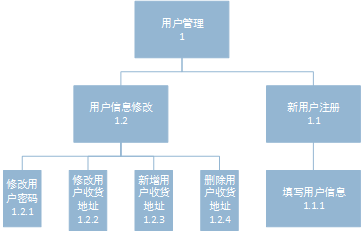 用户管理
1
用户信息修改
1.2
新用户注册
1.1
修改用
户密码
1.2.1
修改用
户收货
地址
1.2.2
新增用
户收货
地址
1.2.3
删除用
户收货
地址
1.2.4
填写用户信息
1.1.1